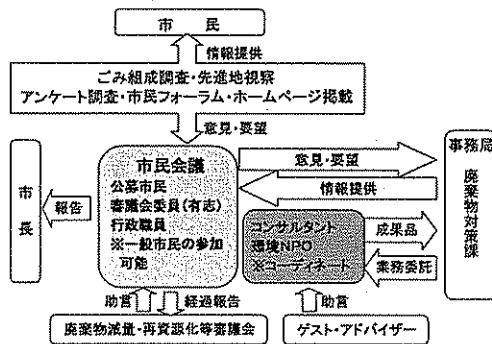 市　民
情報提供
ごみ組成調査・先進地視察
アンケート調査・市民フォーラム・ホームページ掲載
意見・要望
市長
報告
市民会議
公募市民
審議会委員(有志)
行政職員
※一般市民の参加
可能
意見・要望
情報提供
コンサルタント
環境NPO
※コーディネート
成果品
業務委託
事務局
廃棄物対策課
助言
経過報告
助言
廃棄物減量・再資源化等審議会
ゲスト・アドバイザー